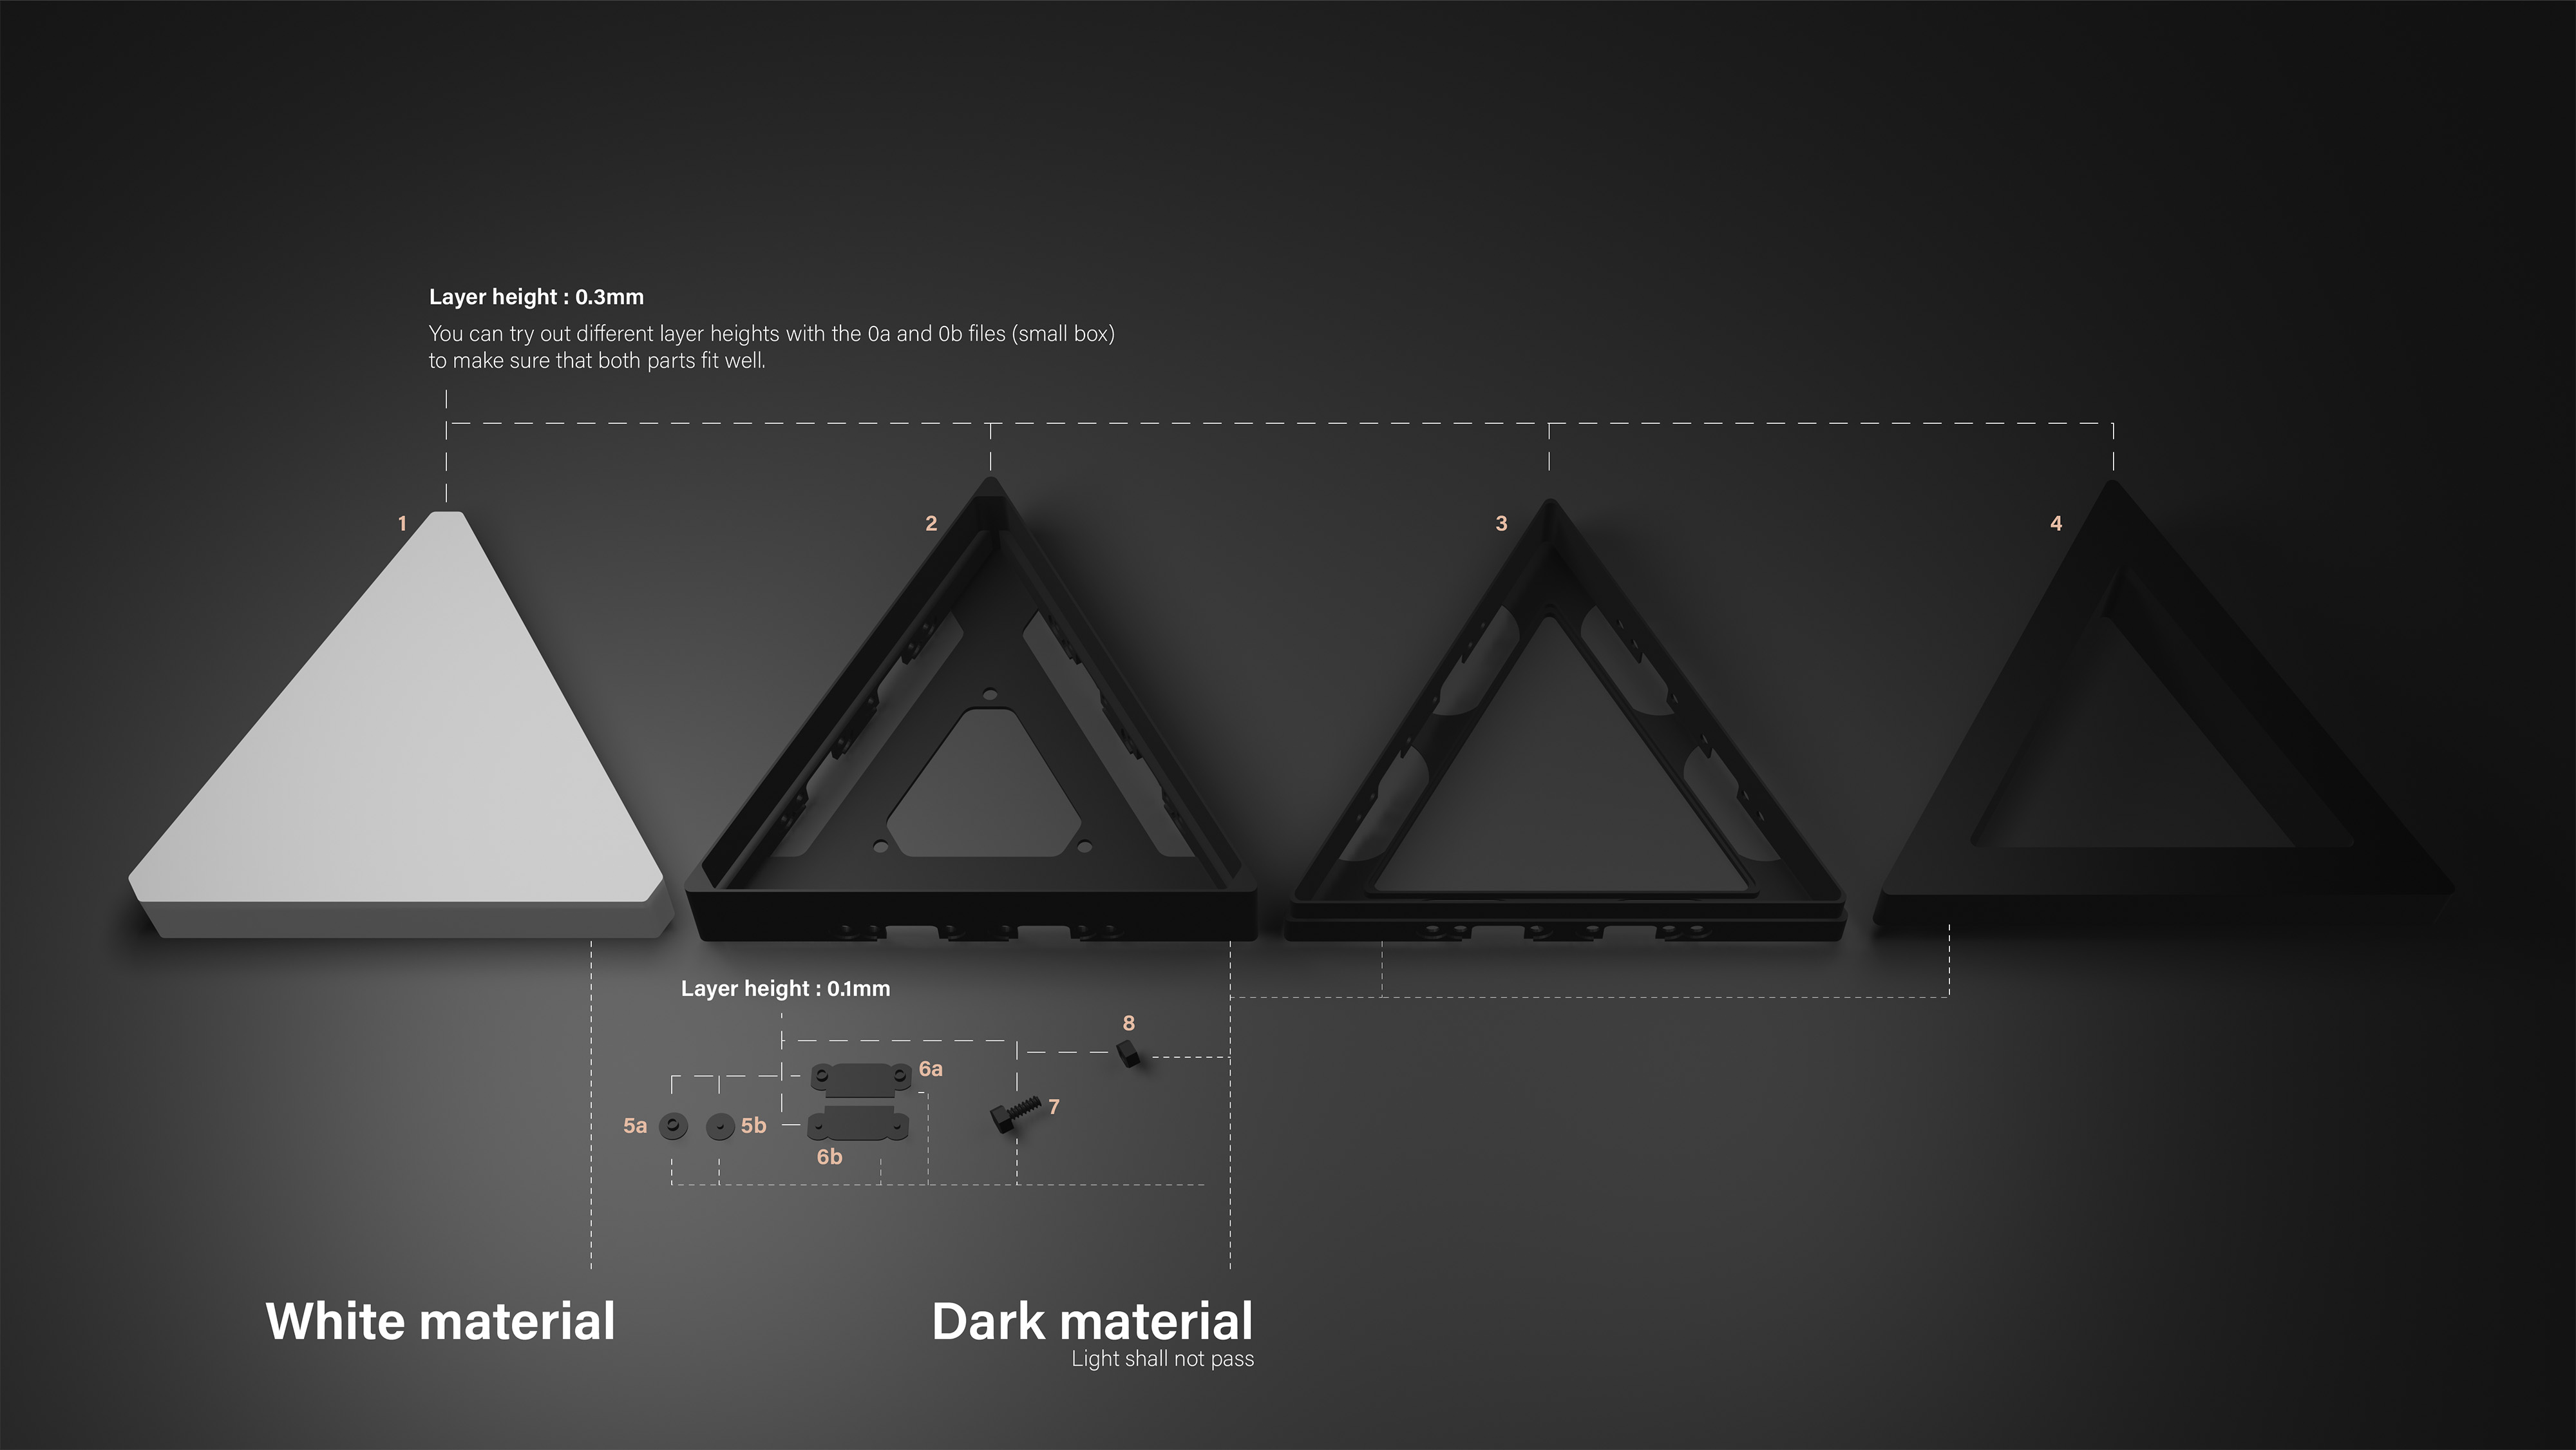 Layer height : 0.3mm
You can try out different layer heights with the 0a and 0b files (small box)
to make sure that both parts fit well.
1
2
3
4
Layer height : 0.1mm
8
6a
7
5a
5b
6b
White material
Dark material
Light shall not pass